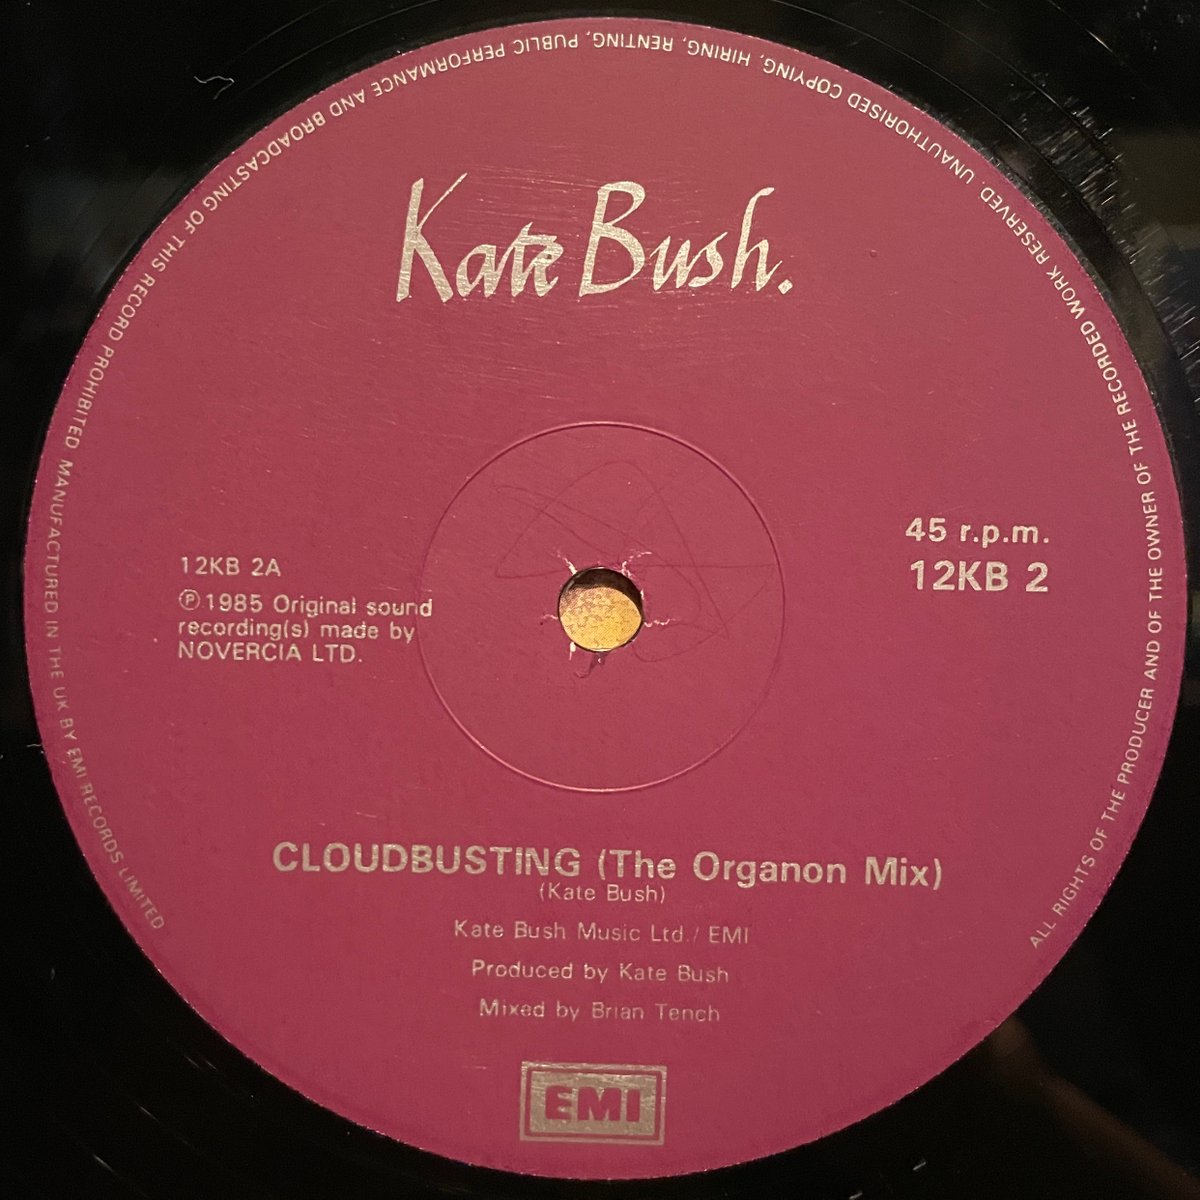 Kate Bush.
45 r.p.m.
12KB 2
12KB 2A
Ⓟ1985 Original sound
recording(s) made by
NOVERCIA LTD.
CLOUDBUSTING (The Organon Mix)
(Kate Bush)
Kate Bush Music Ltd./ EMI
Produced by Kate Bush
Mixed by Brian Tench
EMI
ALL RIGHTS OF THE PRODUCER AND OF THE OWNER OF THE RECORDED WORK RESERVED. UNAUTHORISED COPYING, HIRING, RENTING, PUBLIC PERFORMANCE AND BROADCASTING OF THIS RECORD PROHIBITED MANUFACTURED IN THE UK BY EMI RECORDS LIMITED